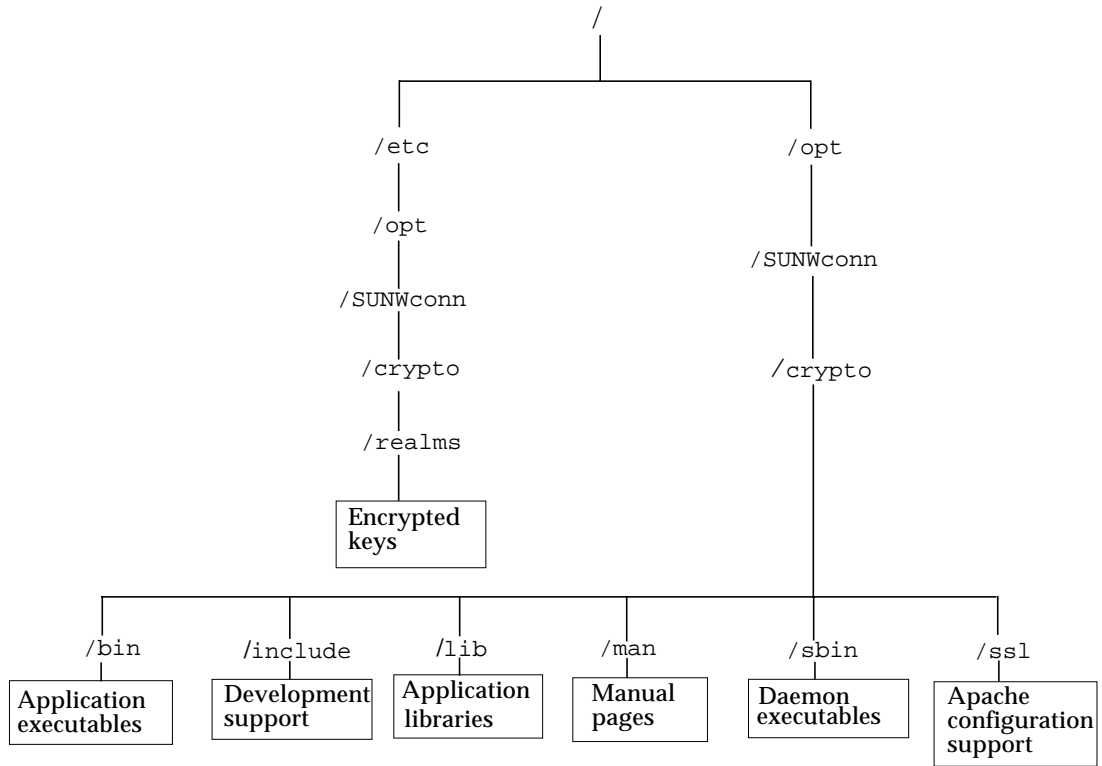 /
/etc
/opt
/opt
/SUNWconn
/SUNWconn
/crypto
/crypto
/realms
Encrypted
keys
/bin
/include
/lib
/man
/sbin
/ssl
Application
executables
Development
support
Application
libraries
Manual
pages
Daemon
executables
Apache
configuration
support